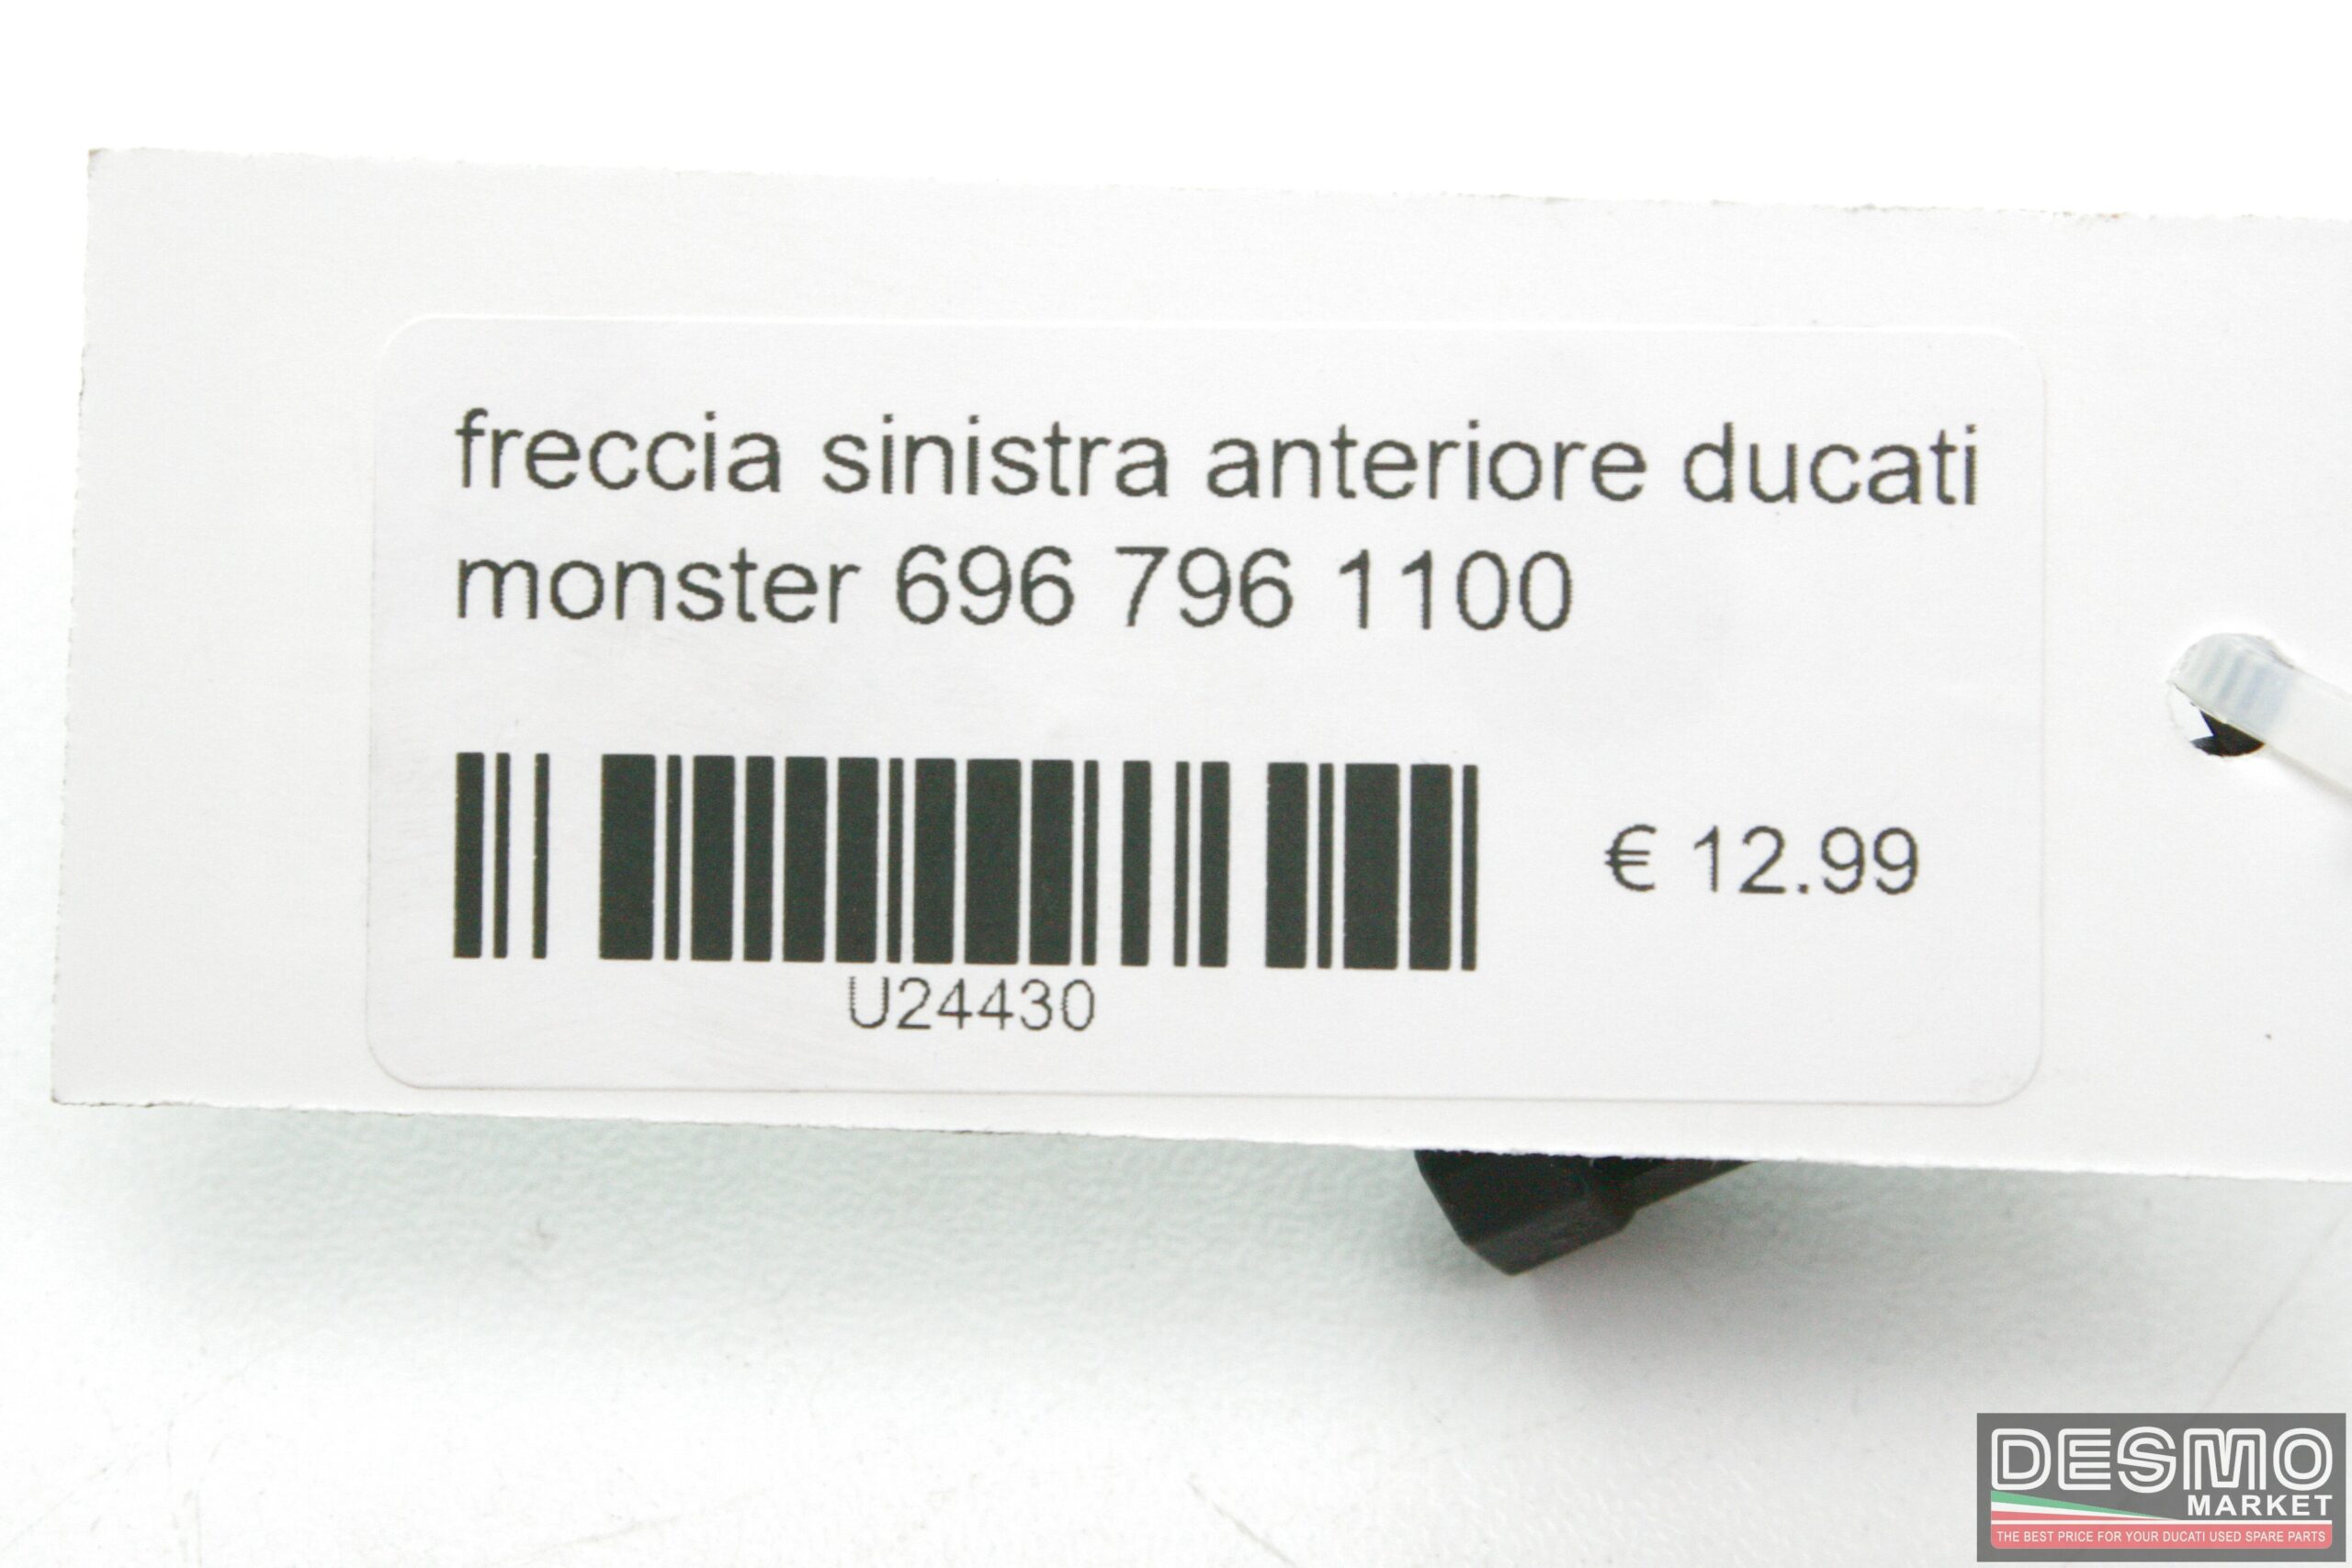 freccia sinistra anteriore ducati
monster 696 796 1100
€ 12.99
U24430
DESMO
MARKET
THE BEST PRICE FOR YOUR DUCATI USED SPARE PARTS